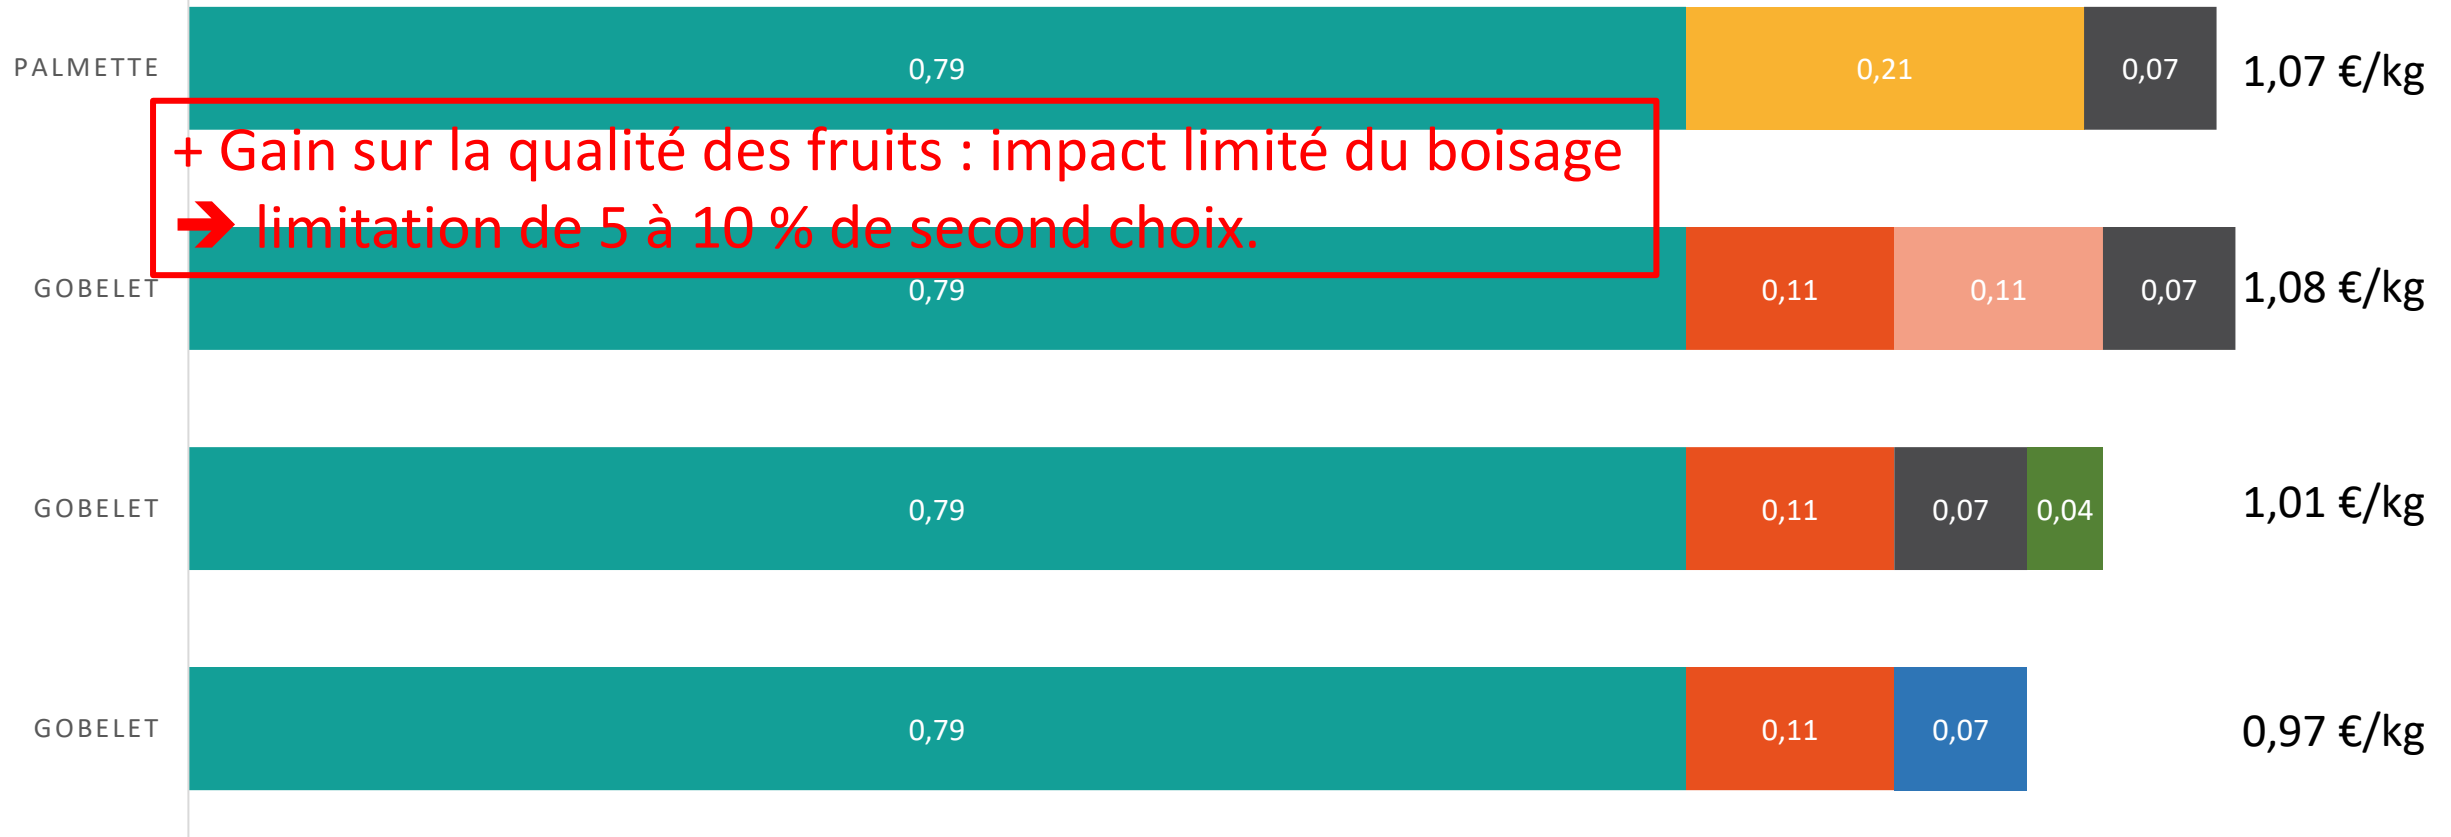 PALMETTE 0,79 0,21 0,07 1,07 €/kg
+ Gain sur la qualité des fruits : impact limité du boisage
➔ limitation de 5 à 10 % de second choix.
GOBELET 0,79 0,11 0,11 0,07 1,08 €/kg
GOBELET 0,79 0,11 0,07 0,04 1,01 €/kg
GOBELET 0,79 0,11 0,07 0,97 €/kg